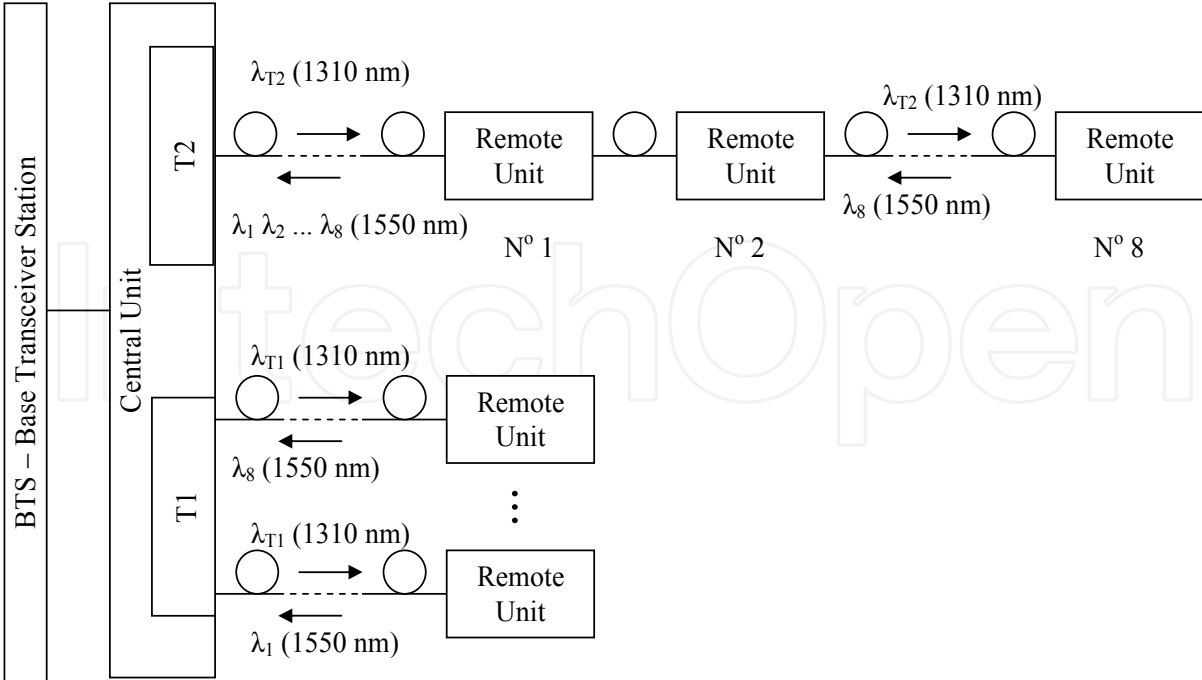 BTS – Base Transceiver Station
Central Unit
T2
λT2 (1310 nm)
λ1 λ2 ... λ8 (1550 nm)
Remote
Unit
Nº 1
Remote
Unit
Nº 2
λT2 (1310 nm)
λ8 (1550 nm)
Remote
Unit
Nº 8
IntechOpen
T1
λT1 (1310 nm)
λ8 (1550 nm)
Remote
Unit
λT1 (1310 nm)
λ1 (1550 nm)
Remote
Unit